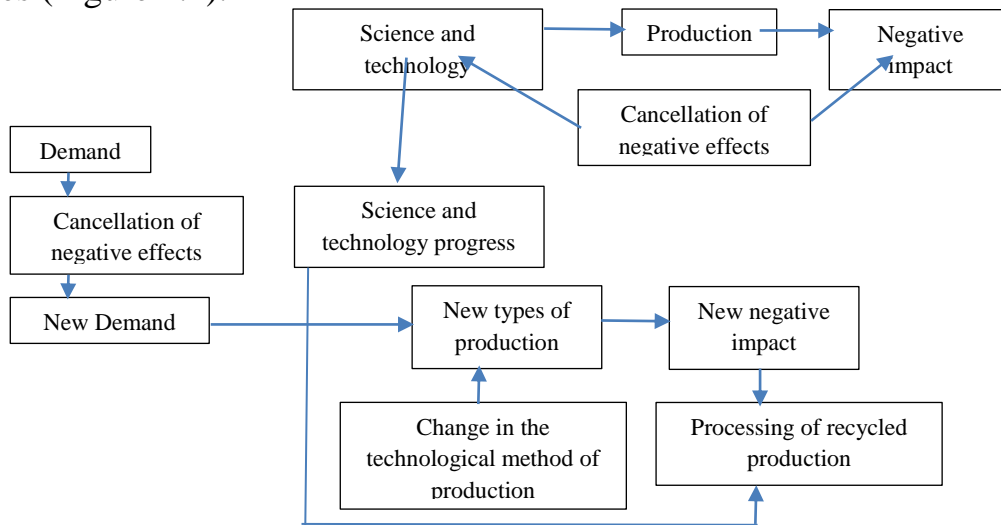 Science and
technology
Production
Negative
impact
Cancellation of
negative effects
Demand
Cancellation of
negative effects
Science and
technology progress
New Demand
New types of
production
New negative
impact
Change in the
technological method of
production
Processing of recycled
production